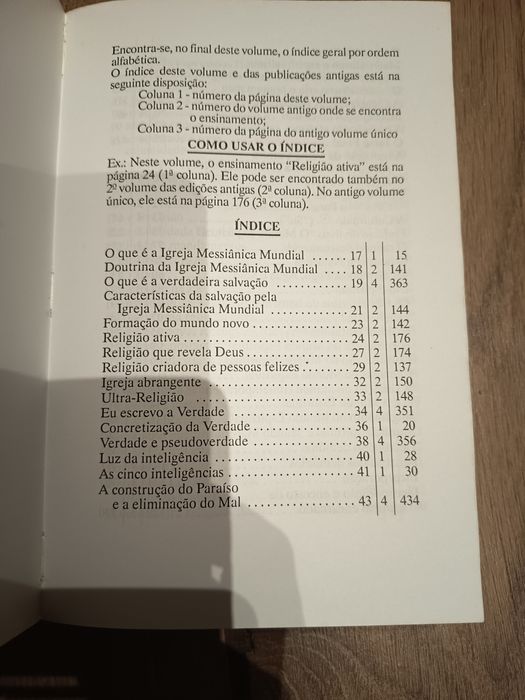 Encontra-se, no final deste volume, o índice geral por ordem
alfabética.
O índice deste volume e das publicações antigas está na
seguinte disposição:
Coluna 1 - número da página deste volume;
Coluna 2 - número do volume antigo onde se encontra
o ensinamento;
Coluna 3 - número da página do antigo volume único
COMO USAR O ÍNDICE
Ex.: Neste volume, o ensinamento "Religião ativa" está na
página 24 (1ª coluna). Ele pode ser encontrado também no
2º volume das edições antigas (2ª coluna). No antigo volume
único, ele está na página 176 (3ª coluna).
ÍNDICE
O que é a Igreja Messiânica Mundial ...... 17 | 1 | 15
Doutrina da Igreja Messiânica Mundial .... 18 | 2 | 141
O que é a verdadeira salvação ............ 19 | 4 | 363
Características da salvação pela
Igreja Messiânica Mundial ................ 21 | 2 | 144
Formação do mundo novo ................... 23 | 2 | 142
Religião ativa ........................... 24 | 2 | 176
Religião que revela Deus ................. 27 | 2 | 174
Religião criadora de pessoas felizes ..... 29 | 2 | 137
Igreja abrangente ........................ 32 | 2 | 150
Ultra-Religião ........................... 33 | 2 | 148
Eu escrevo a Verdade ..................... 34 | 4 | 351
Concretização da Verdade ................. 36 | 1 | 20
Verdade e pseudoverdade .................. 38 | 4 | 356
Luz da inteligência ...................... 40 | 1 | 28
As cinco inteligências ................... 41 | 1 | 30
A construção do Paraíso
e a eliminação do Mal .................... 43 | 4 | 434